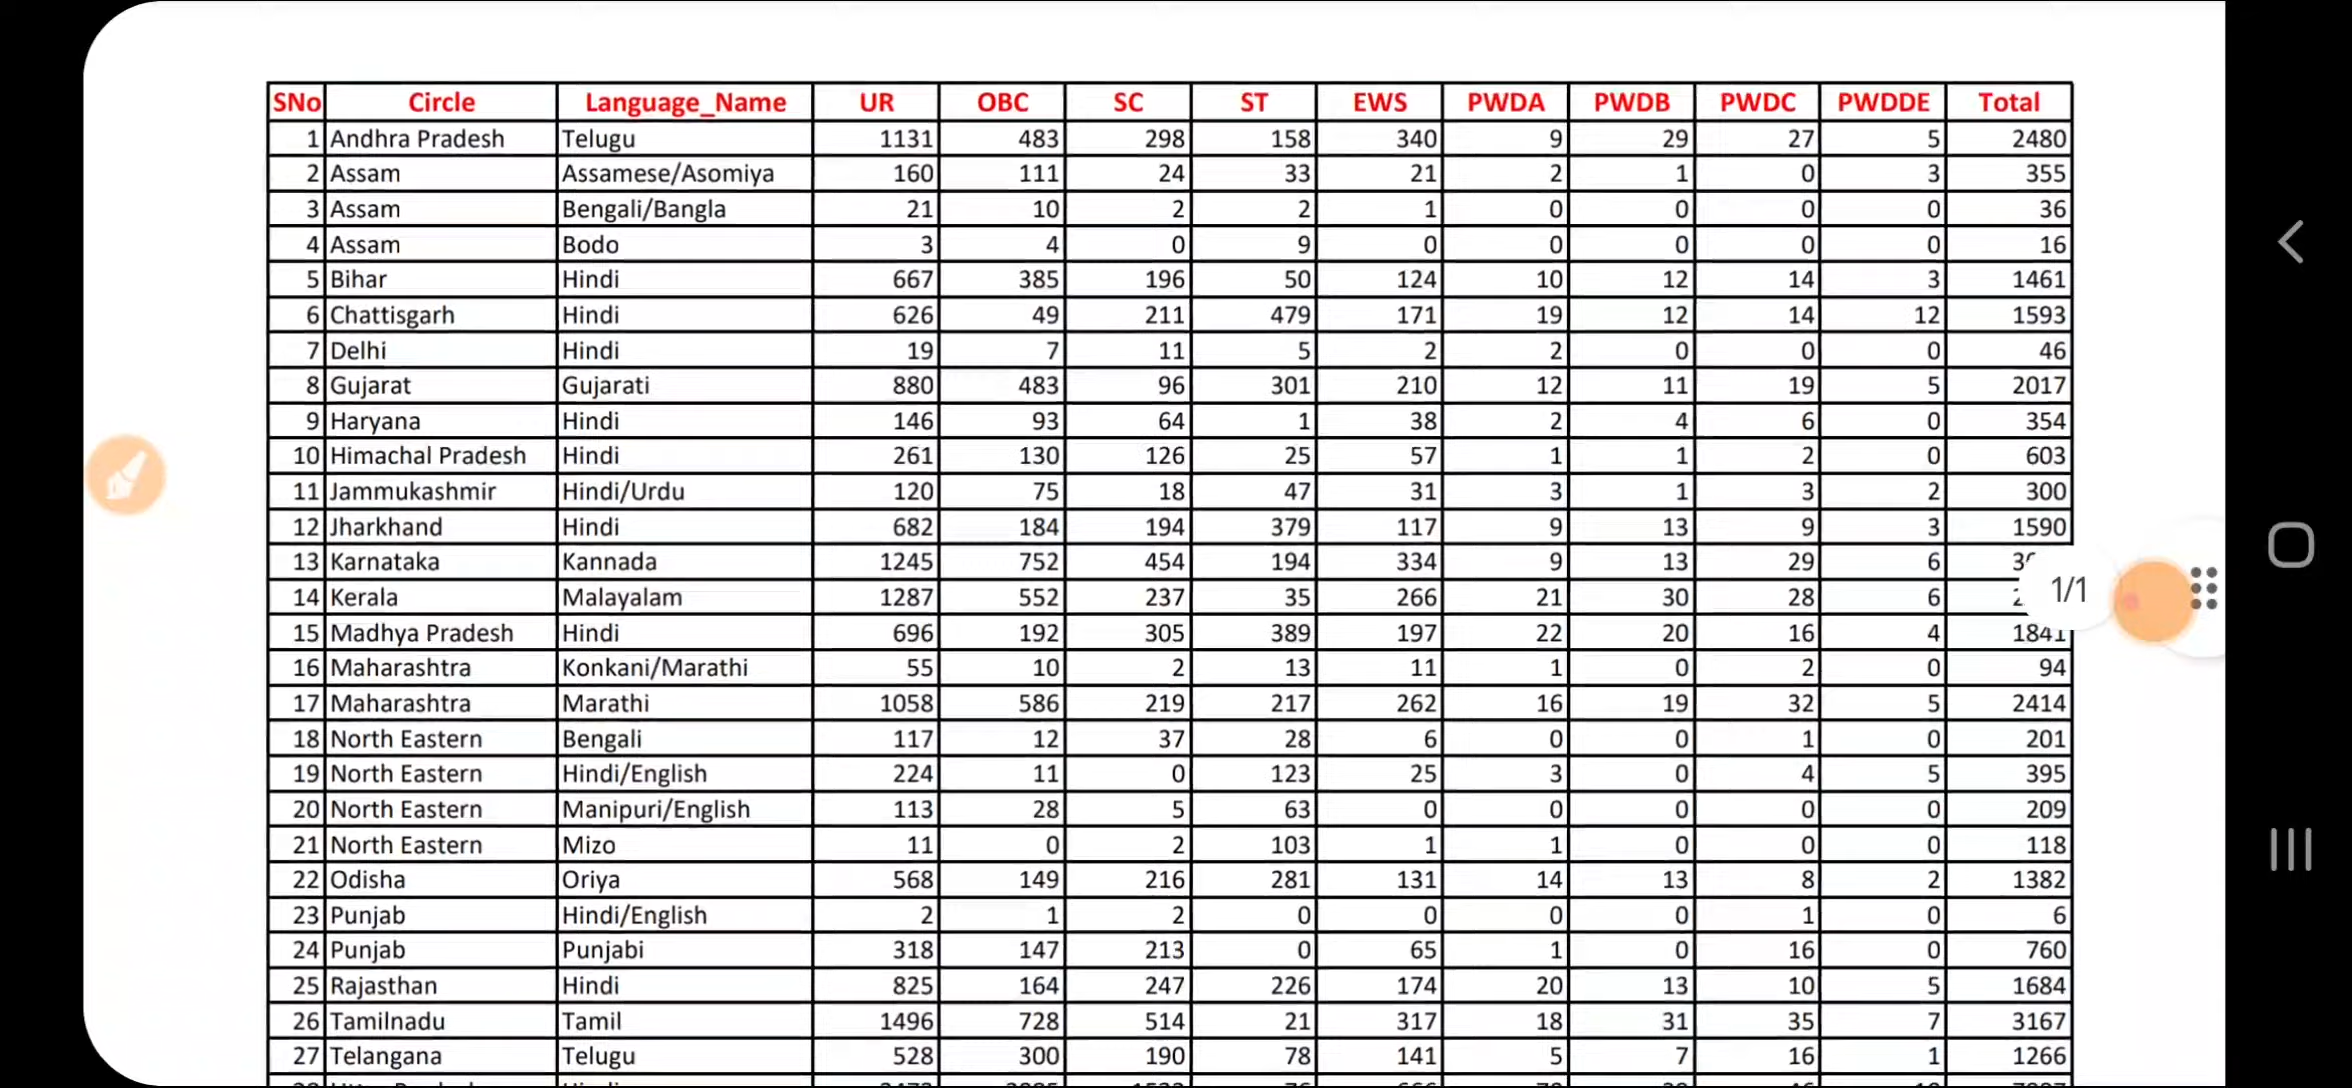 SNo Circle Language_Name UR OBC SC ST EWS PWDA PWDB PWDC PWDDE Total
1 Andhra Pradesh Telugu 1131 483 298 158 340 9 29 27 5 2480
2 Assam Assamese/Asomiya 160 111 24 33 21 2 1 0 3 355
3 Assam Bengali/Bangla 21 10 2 2 1 0 0 0 0 36
4 Assam Bodo 3 4 0 9 0 0 0 0 0 16
5 Bihar Hindi 667 385 196 50 124 10 12 14 3 1461
6 Chattisgarh Hindi 626 49 211 479 171 19 12 14 12 1593
7 Delhi Hindi 19 7 11 5 2 2 0 0 0 46
8 Gujarat Gujarati 880 483 96 301 210 12 11 19 5 2017
9 Haryana Hindi 146 93 64 1 38 2 4 6 0 354
10 Himachal Pradesh Hindi 261 130 126 25 57 1 1 2 0 603
11 Jammukashmir Hindi/Urdu 120 75 18 47 31 3 1 3 2 300
12 Jharkhand Hindi 682 184 194 379 117 9 13 9 3 1590
13 Karnataka Kannada 1245 752 454 194 334 9 13 29 6
14 Kerala Malayalam 1287 552 237 35 266 21 30 28 6
1/1
15 Madhya Pradesh Hindi 696 192 305 389 197 22 20 16 4 1841
16 Maharashtra Konkani/Marathi 55 10 2 13 11 1 0 2 0 94
17 Maharashtra Marathi 1058 586 219 217 262 16 19 32 5 2414
18 North Eastern Bengali 117 12 37 28 6 0 0 1 0 201
19 North Eastern Hindi/English 224 11 0 123 25 3 0 4 5 395
20 North Eastern Manipuri/English 113 28 5 63 0 0 0 0 0 209
21 North Eastern Mizo 11 0 2 103 1 1 0 0 0 118
22 Odisha Oriya 568 149 216 281 131 14 13 8 2 1382
23 Punjab Hindi/English 2 1 2 0 0 0 0 1 0 6
24 Punjab Punjabi 318 147 213 0 65 1 0 16 0 760
25 Rajasthan Hindi 825 164 247 226 174 20 13 10 5 1684
26 Tamilnadu Tamil 1496 728 514 21 317 18 31 35 7 3167
27 Telangana Telugu 528 300 190 78 141 5 7 16 1 1266